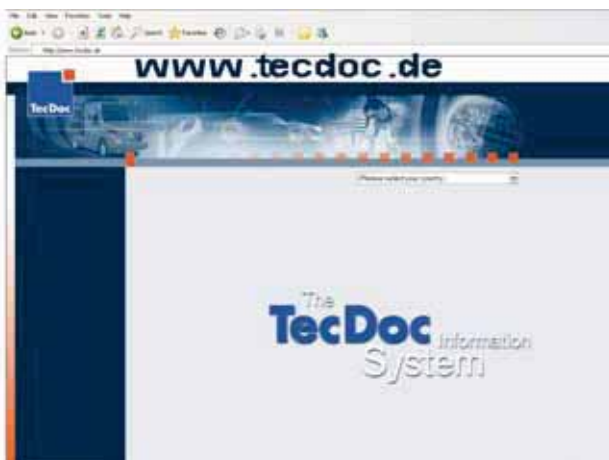 www.tecdoc.de
TecDoc
Please select your country
The
TecDoc
Information
System